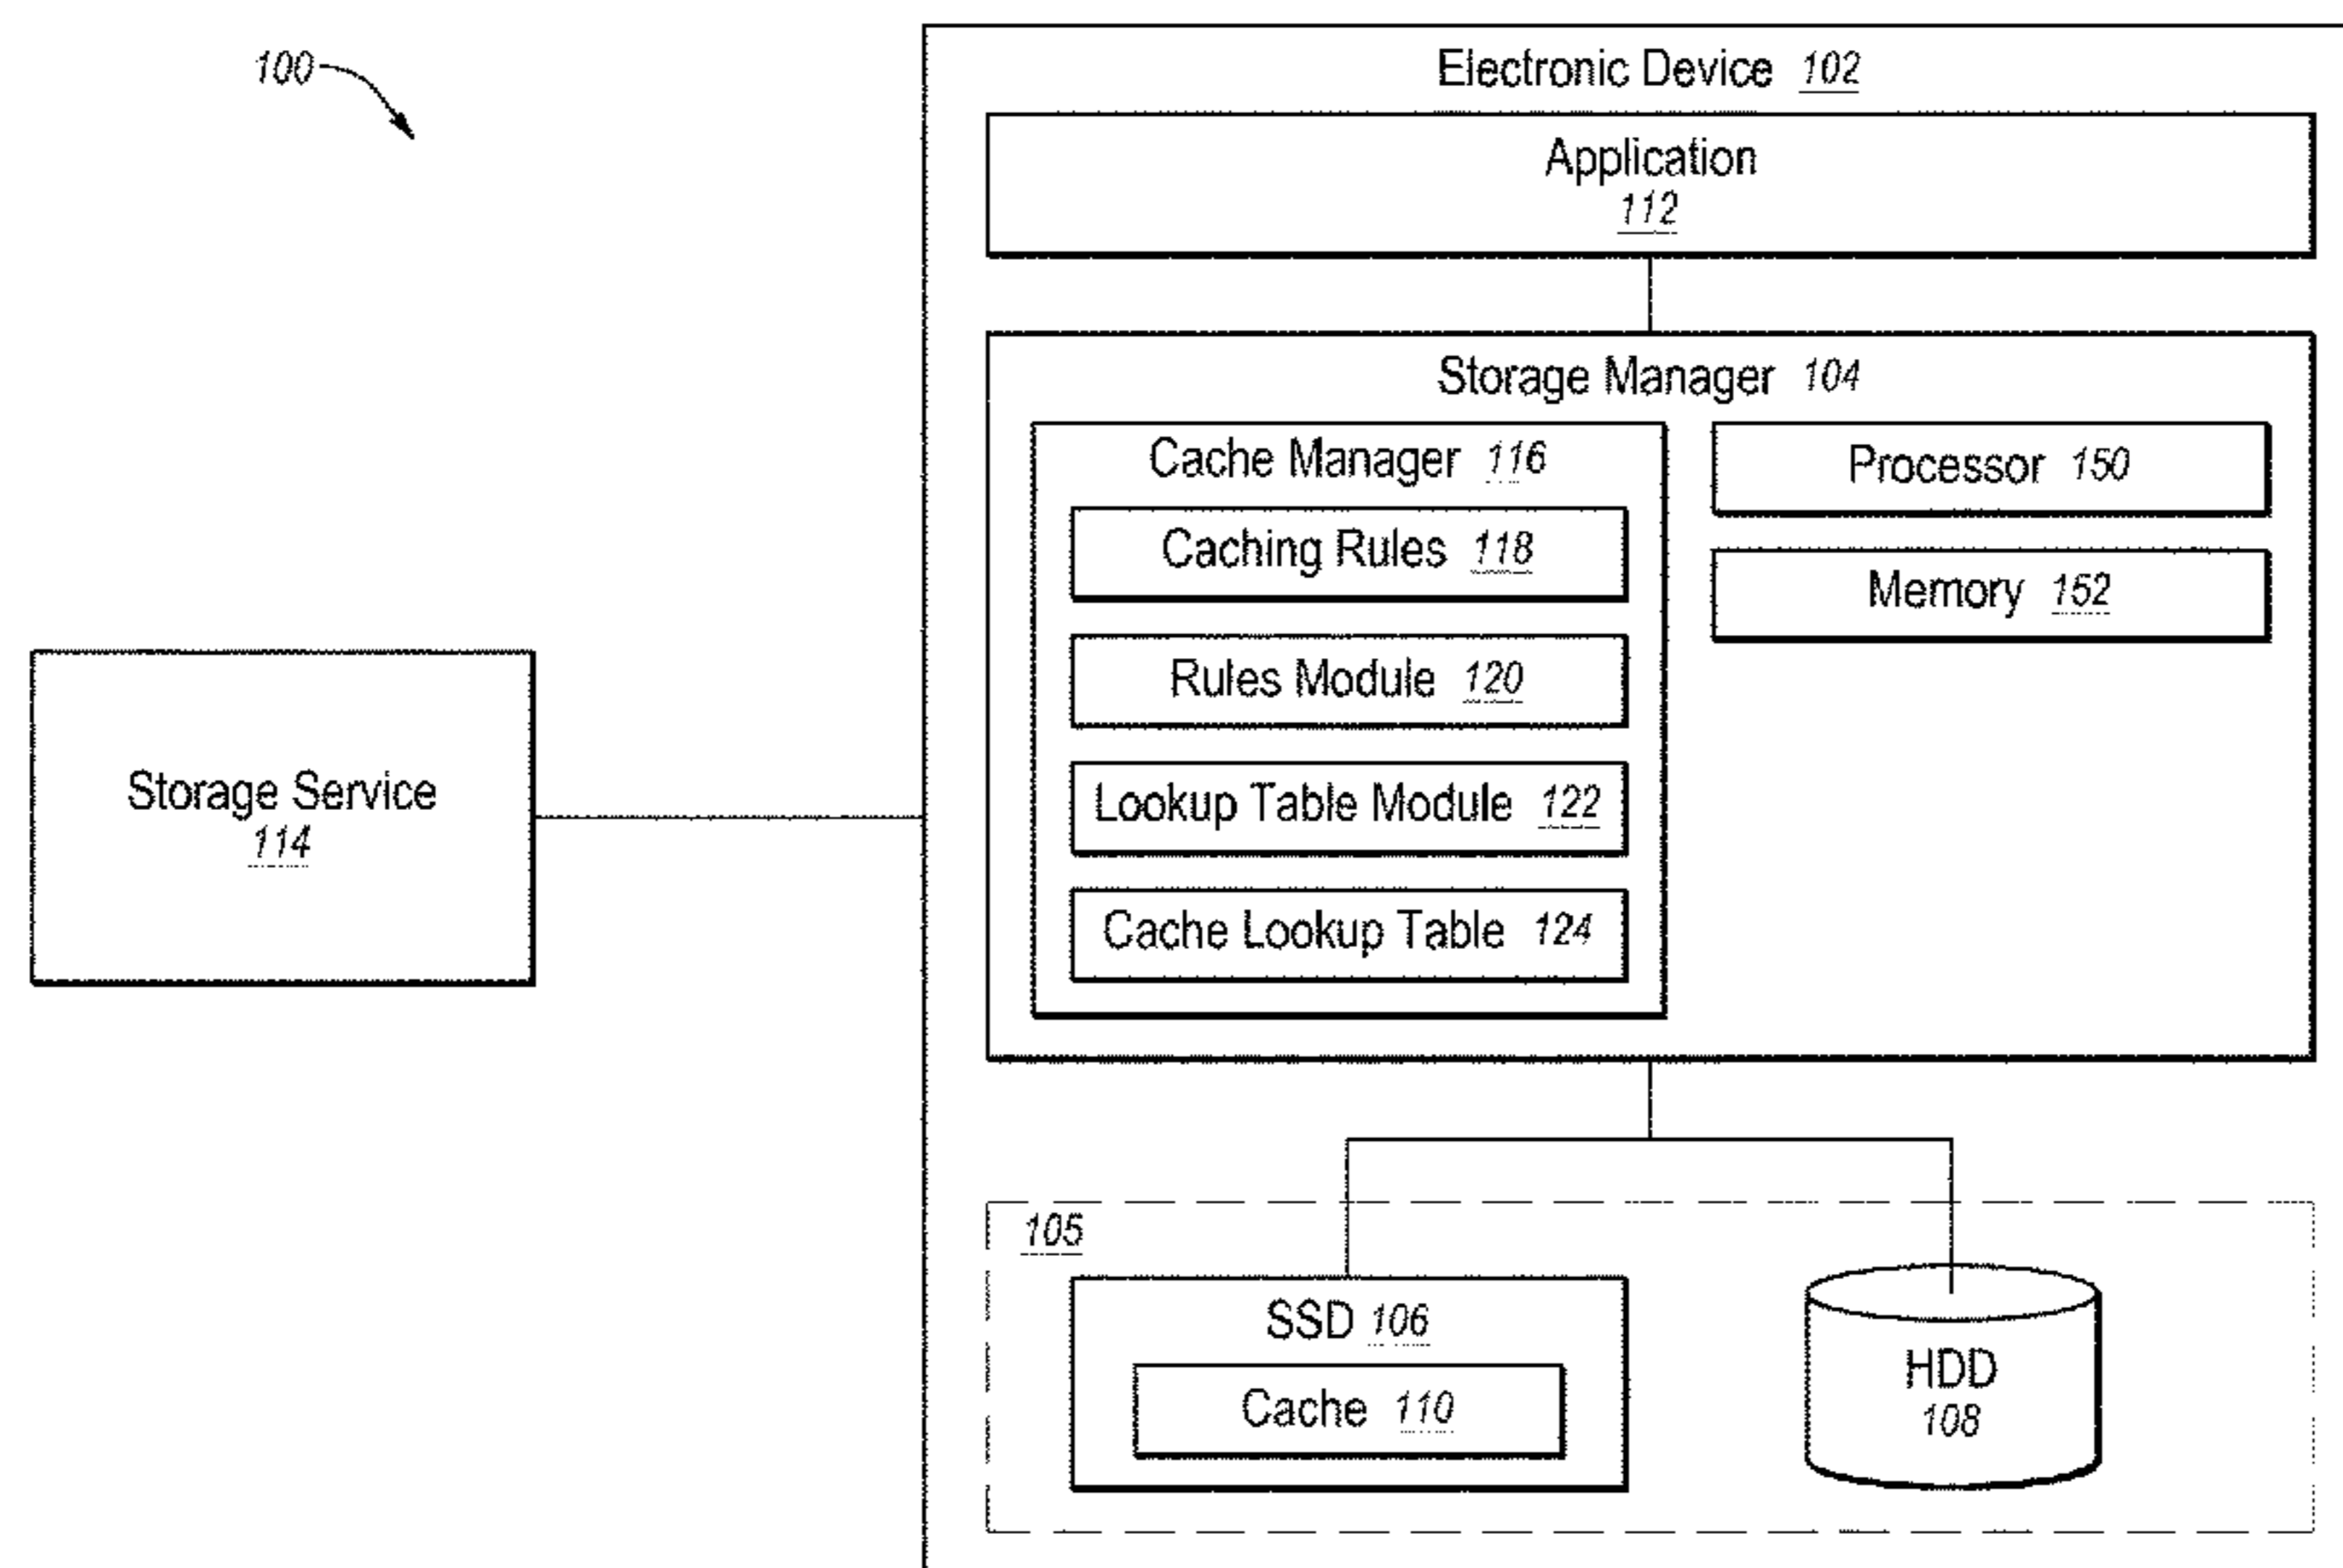 100
Electronic Device 102
Application
112
Storage Manager 104
Cache Manager 116
Processor 150
Caching Rules 118
Memory 152
Rules Module 120
Storage Service
114
Lookup Table Module 122
Cache Lookup Table 124
105
SSD 106
Cache 110
HDD
108